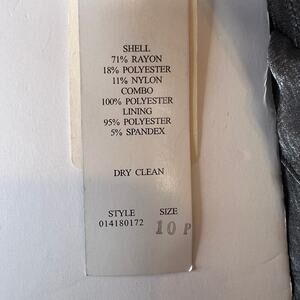 SHELL
71% RAYON
18% POLYESTER
11% NYLON
COMBO
100% POLYESTER
LINING
95% POLYESTER
5% SPANDEX
DRY CLEAN
STYLE SIZE
014180172 10 P